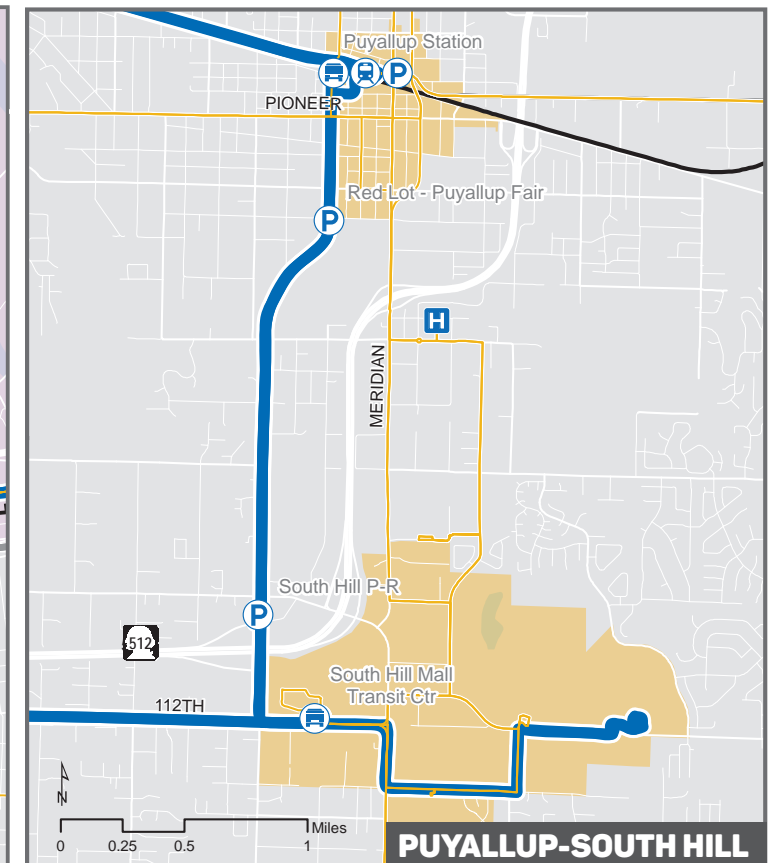 Puyallup Station
P
PIONEER
Red Lot - Puyallup Fair
P
H
MERIDIAN
South Hill P-R
P
512
South Hill Mall
Transit Ctr
112TH
N
Miles
0 0.25 0.5 1
PUYALLUP-SOUTH HILL